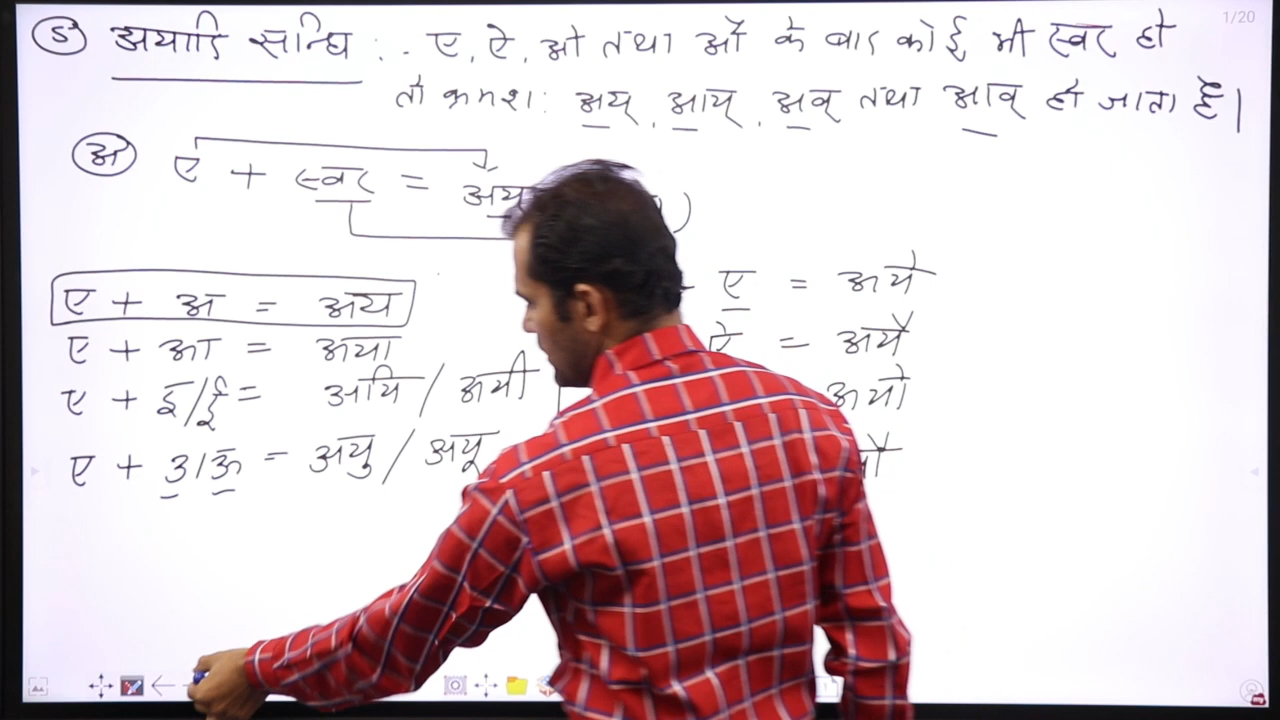 1/20
ड अयादि सन्धि :- ए, ऐ, ओ तथा औ के बाद कोई भी स्वर हो
तो क्रमशः अय्, आय्, अव् तथा आव् हो जाता है।
अ ए + स्वर = अय् )
ए + अ = अय
ए + आ = अया
ए + इ/ई = अयि / अयी
ए + उ/ऊ = अयु / अयू
ए = अये
ऐ = अयै
अयो